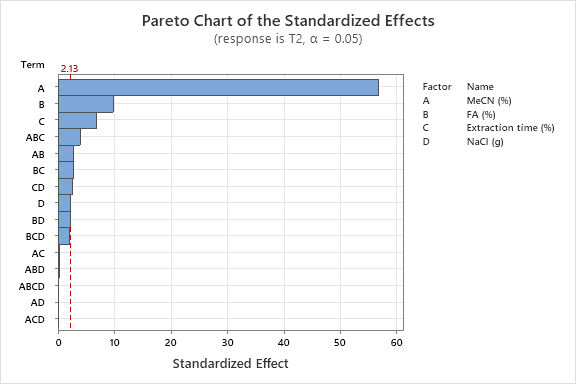 Pareto Chart of the Standardized Effects
(response is T2, α = 0.05)
Term
2.13
A
B
C
ABC
AB
BC
CD
D
BD
BCD
AC
ABD
ABCD
AD
ACD
0 10 20 30 40 50 60
Standardized Effect
Factor Name
A MeCN (%)
B FA (%)
C Extraction time (%)
D NaCl (g)